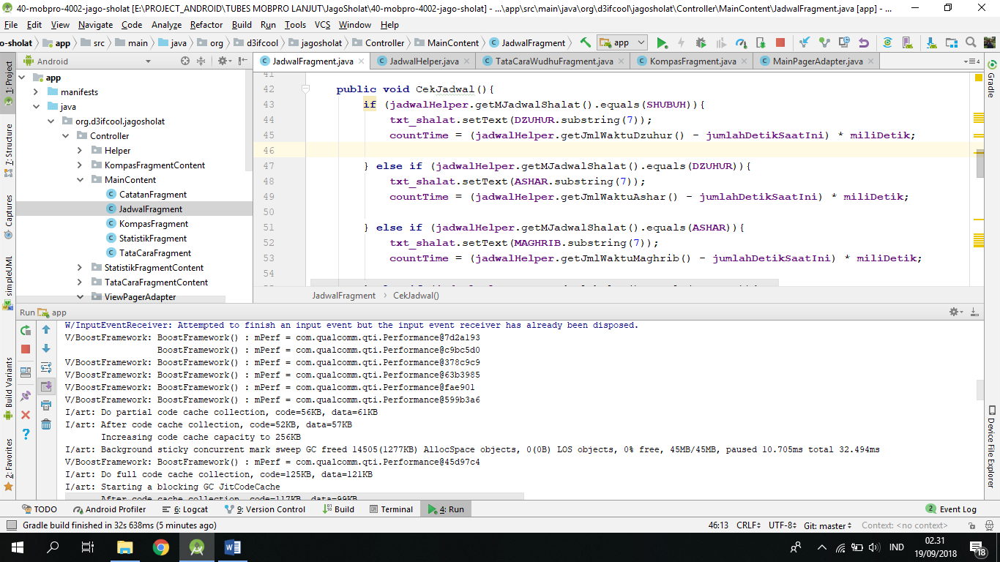 40-mobpro-4002-jago-sholat [E:\PROJECT_ANDROID\TUBES MOBPRO LANJUT\JagoSholat\40-mobpro-4002-jago-sholat] - ...\app\src\main\java\org\d3ifcool\jagosholat\Controller\MainContent\JadwalFragment.java [app] - ...
File Edit View Navigate Code Analyze Refactor Build Run Tools VCS Window Help
o-sholat app src main java org d3ifcool jagosholat Controller MainContent JadwalFragment app
Android
JadwalFragment.java JadwalHelper.java TataCaraWudhuFragment.java KompasFragment.java MainPagerAdapter.java 4
1: Project
7: Structure
Captures
simpleUML
Build Variants
2: Favorites
app
manifests
java
org.d3ifcool.jagosholat
Controller
Helper
KompasFragmentContent
MainContent
CatatanFragment
JadwalFragment
KompasFragment
StatistikFragment
TataCaraFragment
StatistikFragmentContent
TataCaraFragmentContent
ViewPagerAdapter
41
42 public void CekJadwal(){
43 if (jadwalHelper.getMJadwalShalat().equals(SHUBUH)){
44 txt_shalat.setText(DZUHUR.substring(7));
45 countTime = (jadwalHelper.getJmlWaktuDzuhur() - jumlahDetikSaatIni) * miliDetik;
46
47 } else if (jadwalHelper.getMJadwalShalat().equals(DZUHUR)){
48 txt_shalat.setText(ASHAR.substring(7));
49 countTime = (jadwalHelper.getJmlWaktuAshar() - jumlahDetikSaatIni) * miliDetik;
50
51 } else if (jadwalHelper.getMJadwalShalat().equals(ASHAR)){
52 txt_shalat.setText(MAGHRIB.substring(7));
53 countTime = (jadwalHelper.getJmlWaktuMaghrib() - jumlahDetikSaatIni) * miliDetik;
54
JadwalFragment CekJadwal()
Gradle
Device File Explorer
Run app
W/InputEventReceiver: Attempted to finish an input event but the input event receiver has already been disposed.
V/BoostFramework: BoostFramework() : mPerf = com.qualcomm.qti.Performance@7d2a193
BoostFramework() : mPerf = com.qualcomm.qti.Performance@c9bc5d0
V/BoostFramework: BoostFramework() : mPerf = com.qualcomm.qti.Performance@378c9c9
V/BoostFramework: BoostFramework() : mPerf = com.qualcomm.qti.Performance@63b3985
V/BoostFramework: BoostFramework() : mPerf = com.qualcomm.qti.Performance@fae901
V/BoostFramework: BoostFramework() : mPerf = com.qualcomm.qti.Performance@599b3a6
I/art: Do partial code cache collection, code=56KB, data=61KB
I/art: After code cache collection, code=52KB, data=57KB
Increasing code cache capacity to 256KB
I/art: Background sticky concurrent mark sweep GC freed 14505(1277KB) AllocSpace objects, 0(0B) LOS objects, 0% free, 45MB/45MB, paused 10.705ms total 32.494ms
V/BoostFramework: BoostFramework() : mPerf = com.qualcomm.qti.Performance@45d97c4
I/art: Do full code cache collection, code=125KB, data=121KB
I/art: Starting a blocking GC JitCodeCache
After code cache collection, code=117KB, data=99KB
TODO Android Profiler 6: Logcat 9: Version Control Build Terminal 4: Run 2 Event Log
Gradle build finished in 32s 638ms (5 minutes ago) 46:13 CRLF UTF-8 Git: master Context: <no context>
IND 02.31
19/09/2018 18